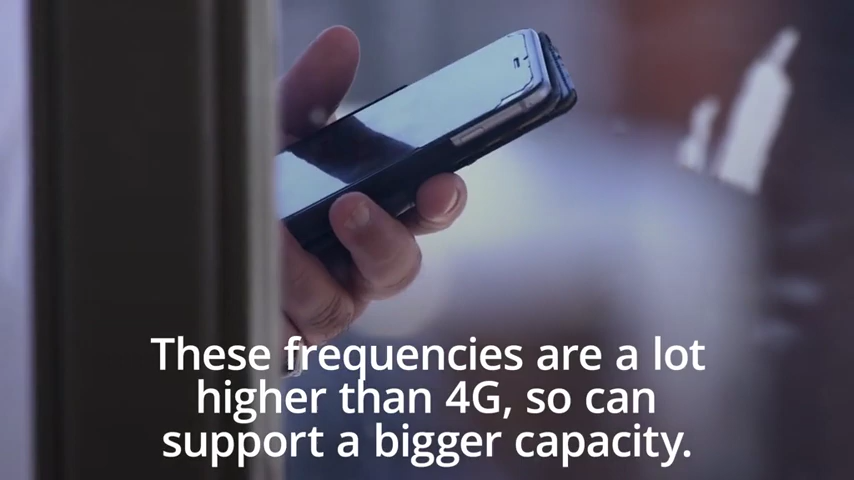 These frequencies are a lot
higher than 4G, so can
support a bigger capacity.